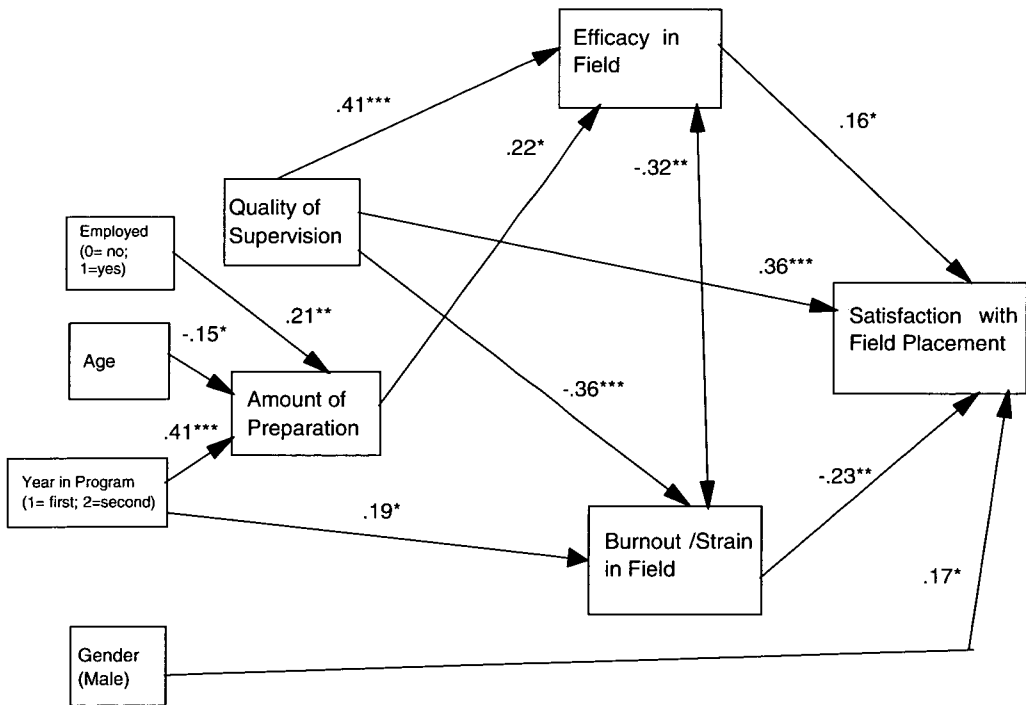 Efficacy in
Field
.41***
.16*
.22*
-.32**
Quality of
Supervision
Employed
(0= no;
1=yes)
.36***
.21**
Satisfaction with
Field Placement
-.15*
Age
Amount of
Preparation
-.36***
.41***
Year in Program
(1= first; 2=second)
-.23**
.19*
Burnout /Strain
in Field
.17*
Gender
(Male)